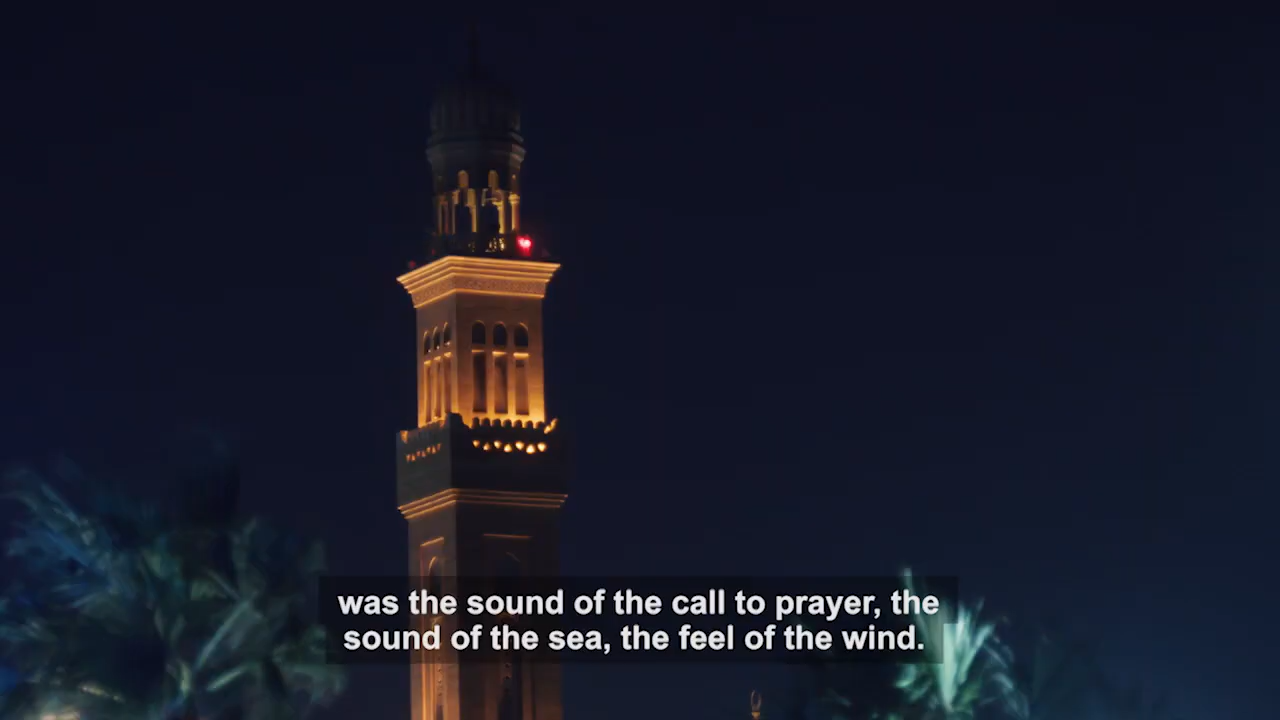 was the sound of the call to prayer, the
sound of the sea, the feel of the wind.